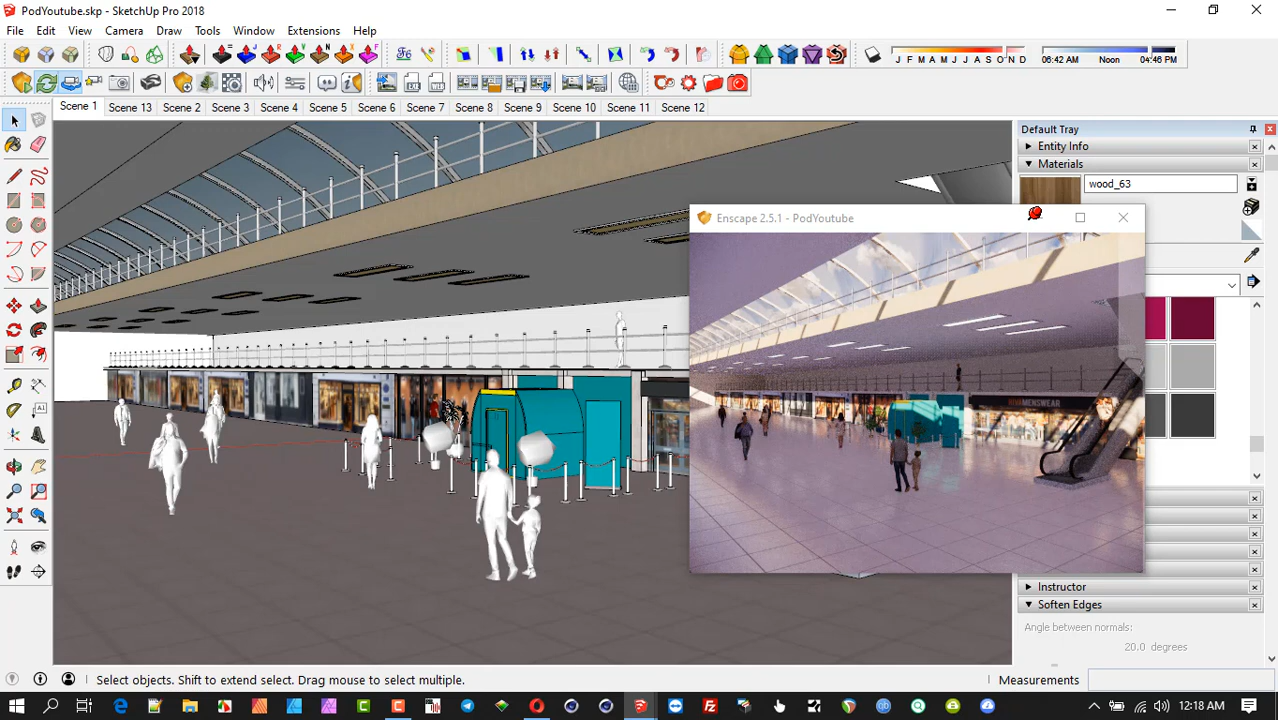 PodYoutube.skp - SketchUp Pro 2018
File Edit View Camera Draw Tools Window Extensions Help
J F M A M J J A S O N D
06:42 AM Noon 04:46 PM
Scene 1 Scene 13 Scene 2 Scene 3 Scene 4 Scene 5 Scene 6 Scene 7 Scene 8 Scene 9 Scene 10 Scene 11 Scene 12
Default Tray
Entity Info
Materials
wood_63
Enscape 2.5.1 - PodYoutube
MENSWEAR
Instructor
Soften Edges
Angle between normals:
20.0 degrees
Select objects. Shift to extend select. Drag mouse to select multiple.
Measurements
12:18 AM